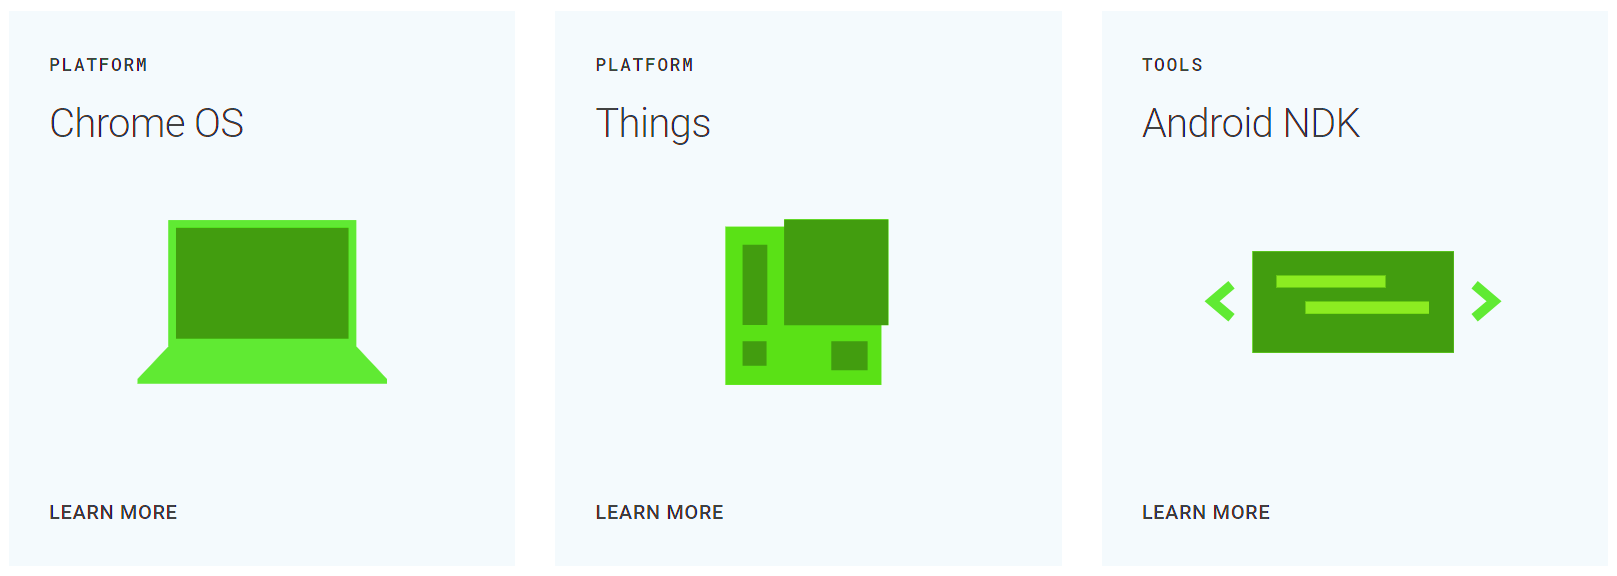 PLATFORM
Chrome OS
LEARN MORE
PLATFORM
Things
LEARN MORE
TOOLS
Android NDK
LEARN MORE